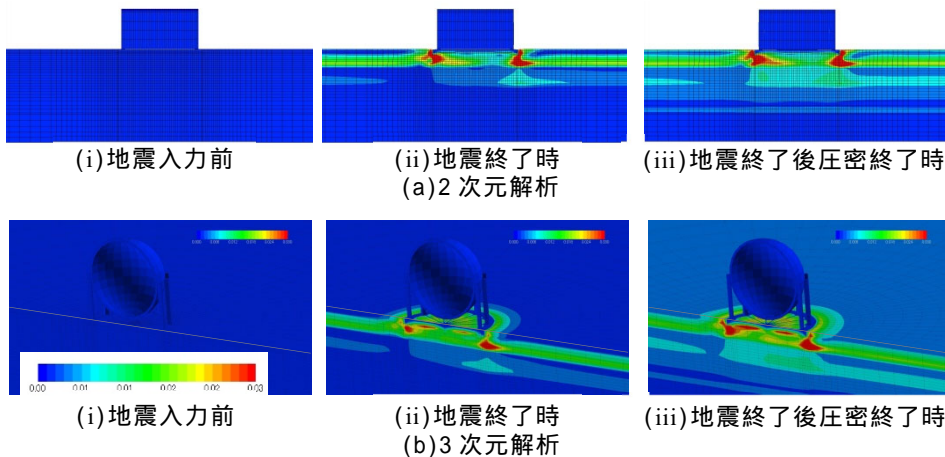 (i)地震入力前
(ii)地震終了時
(iii)地震終了後圧密終了時
(a)2 次元解析
0.00 0.01 0.01 0.02 0.02 0.03
(i)地震入力前
(ii)地震終了時
(iii)地震終了後圧密終了時
(b)3 次元解析